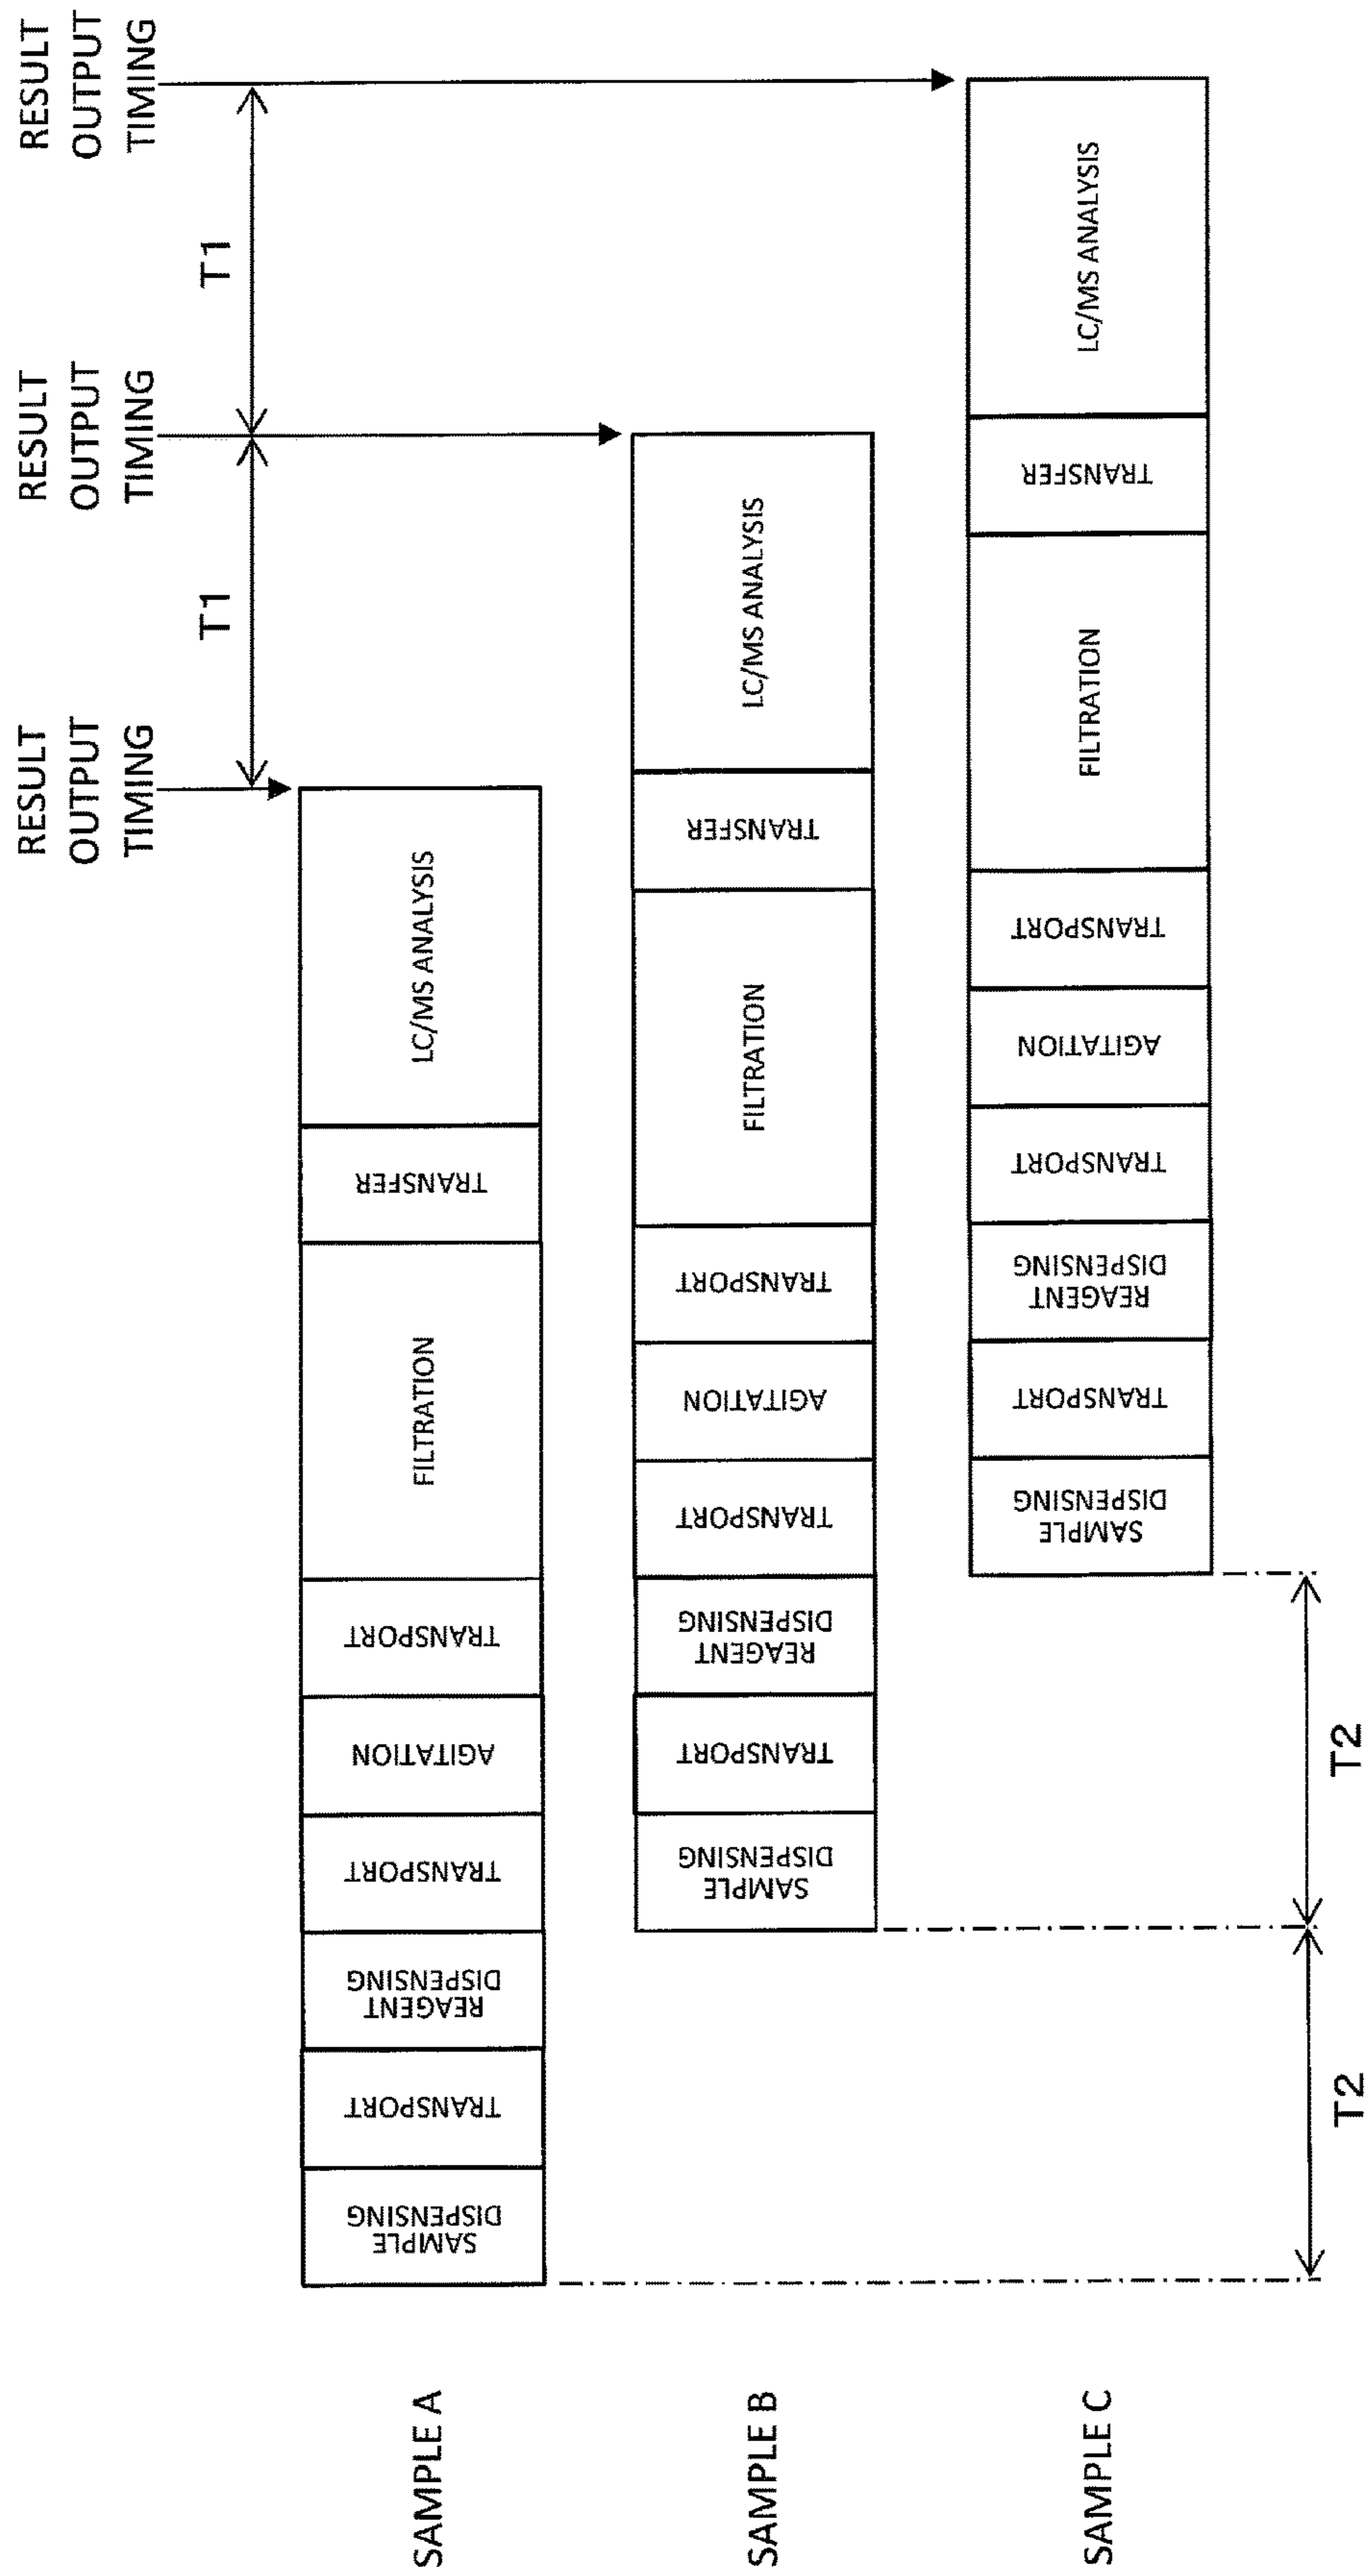 RESULT
OUTPUT
TIMING
RESULT
OUTPUT
TIMING
RESULT
OUTPUT
TIMING
T1
T1
SAMPLE A
SAMPLE
DISPENSING
TRANSPORT
REAGENT
DISPENSING
TRANSPORT
AGITATION
TRANSPORT
FILTRATION
TRANSFER
LC/MS ANALYSIS
SAMPLE B
SAMPLE
DISPENSING
TRANSPORT
REAGENT
DISPENSING
TRANSPORT
AGITATION
TRANSPORT
FILTRATION
TRANSFER
LC/MS ANALYSIS
SAMPLE C
SAMPLE
DISPENSING
TRANSPORT
REAGENT
DISPENSING
TRANSPORT
AGITATION
TRANSPORT
FILTRATION
TRANSFER
LC/MS ANALYSIS
T2
T2